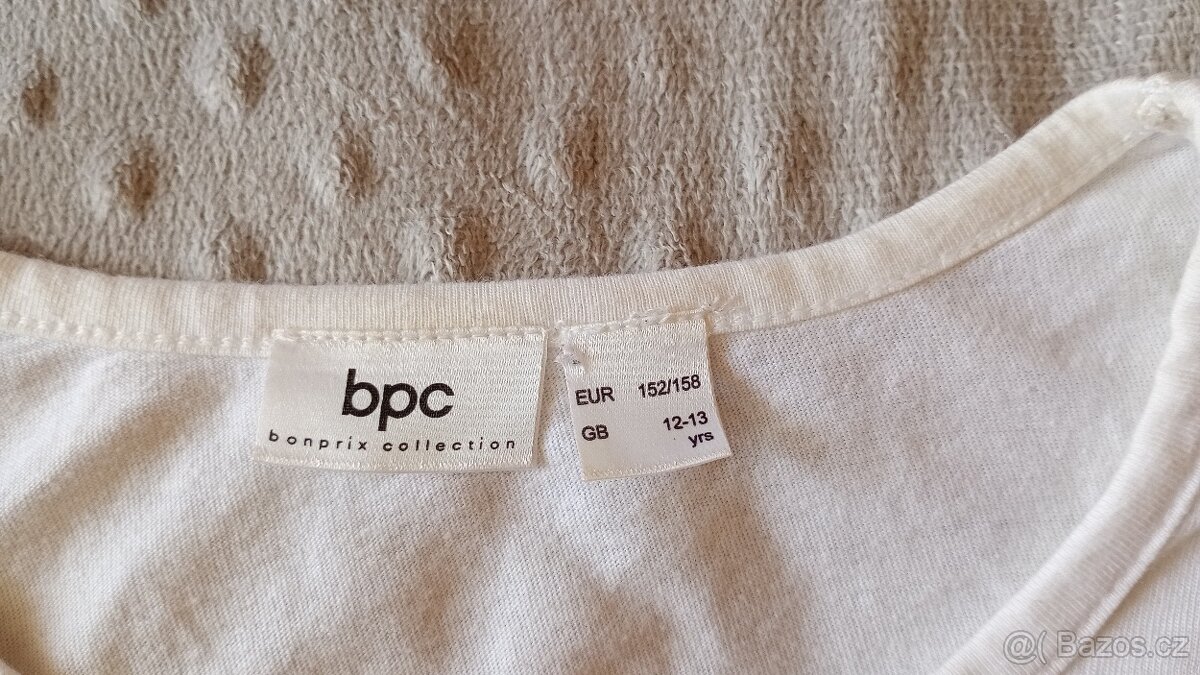 bpc
bonprix collection
EUR 152/158
GB 12-13
yrs
@( Bazos.cz